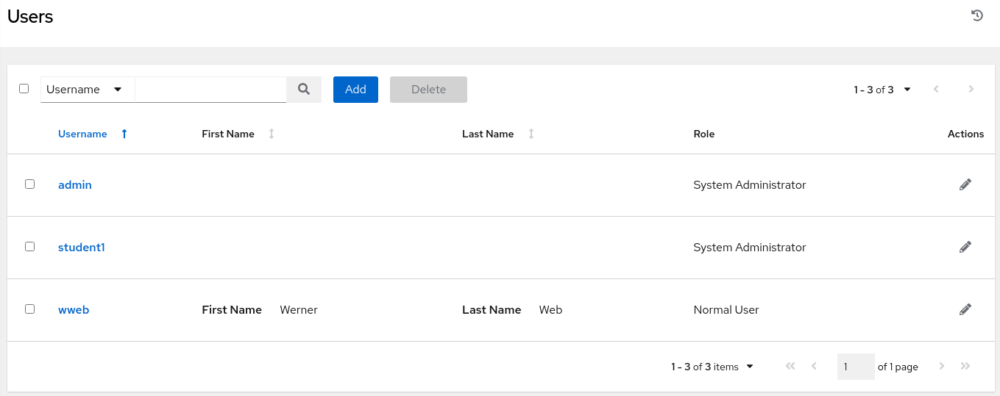 Users
Username Add Delete 1 - 3 of 3
Username First Name Last Name Role Actions
admin System Administrator
student1 System Administrator
wweb First Name Werner Last Name Web Normal User
1 - 3 of 3 items 1 of 1 page